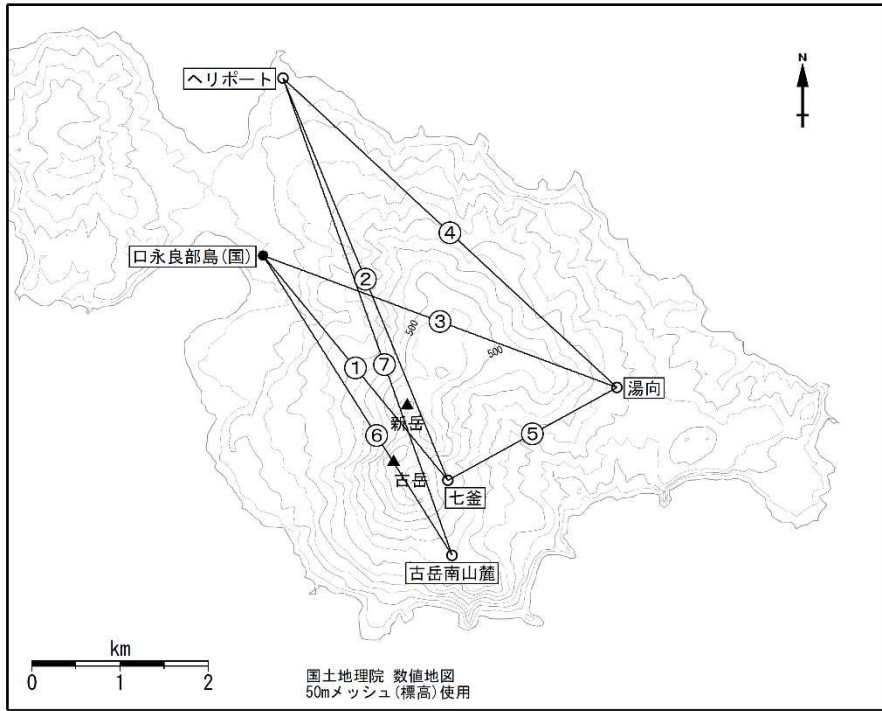 N
ヘリポート
④
口永良部島(国)
②
③
500
500
①
⑦
湯向
新岳
⑤
⑥
古岳
七釜
古岳南山麓
km
0 1 2
国土地理院 数値地図
50mメッシュ(標高)使用